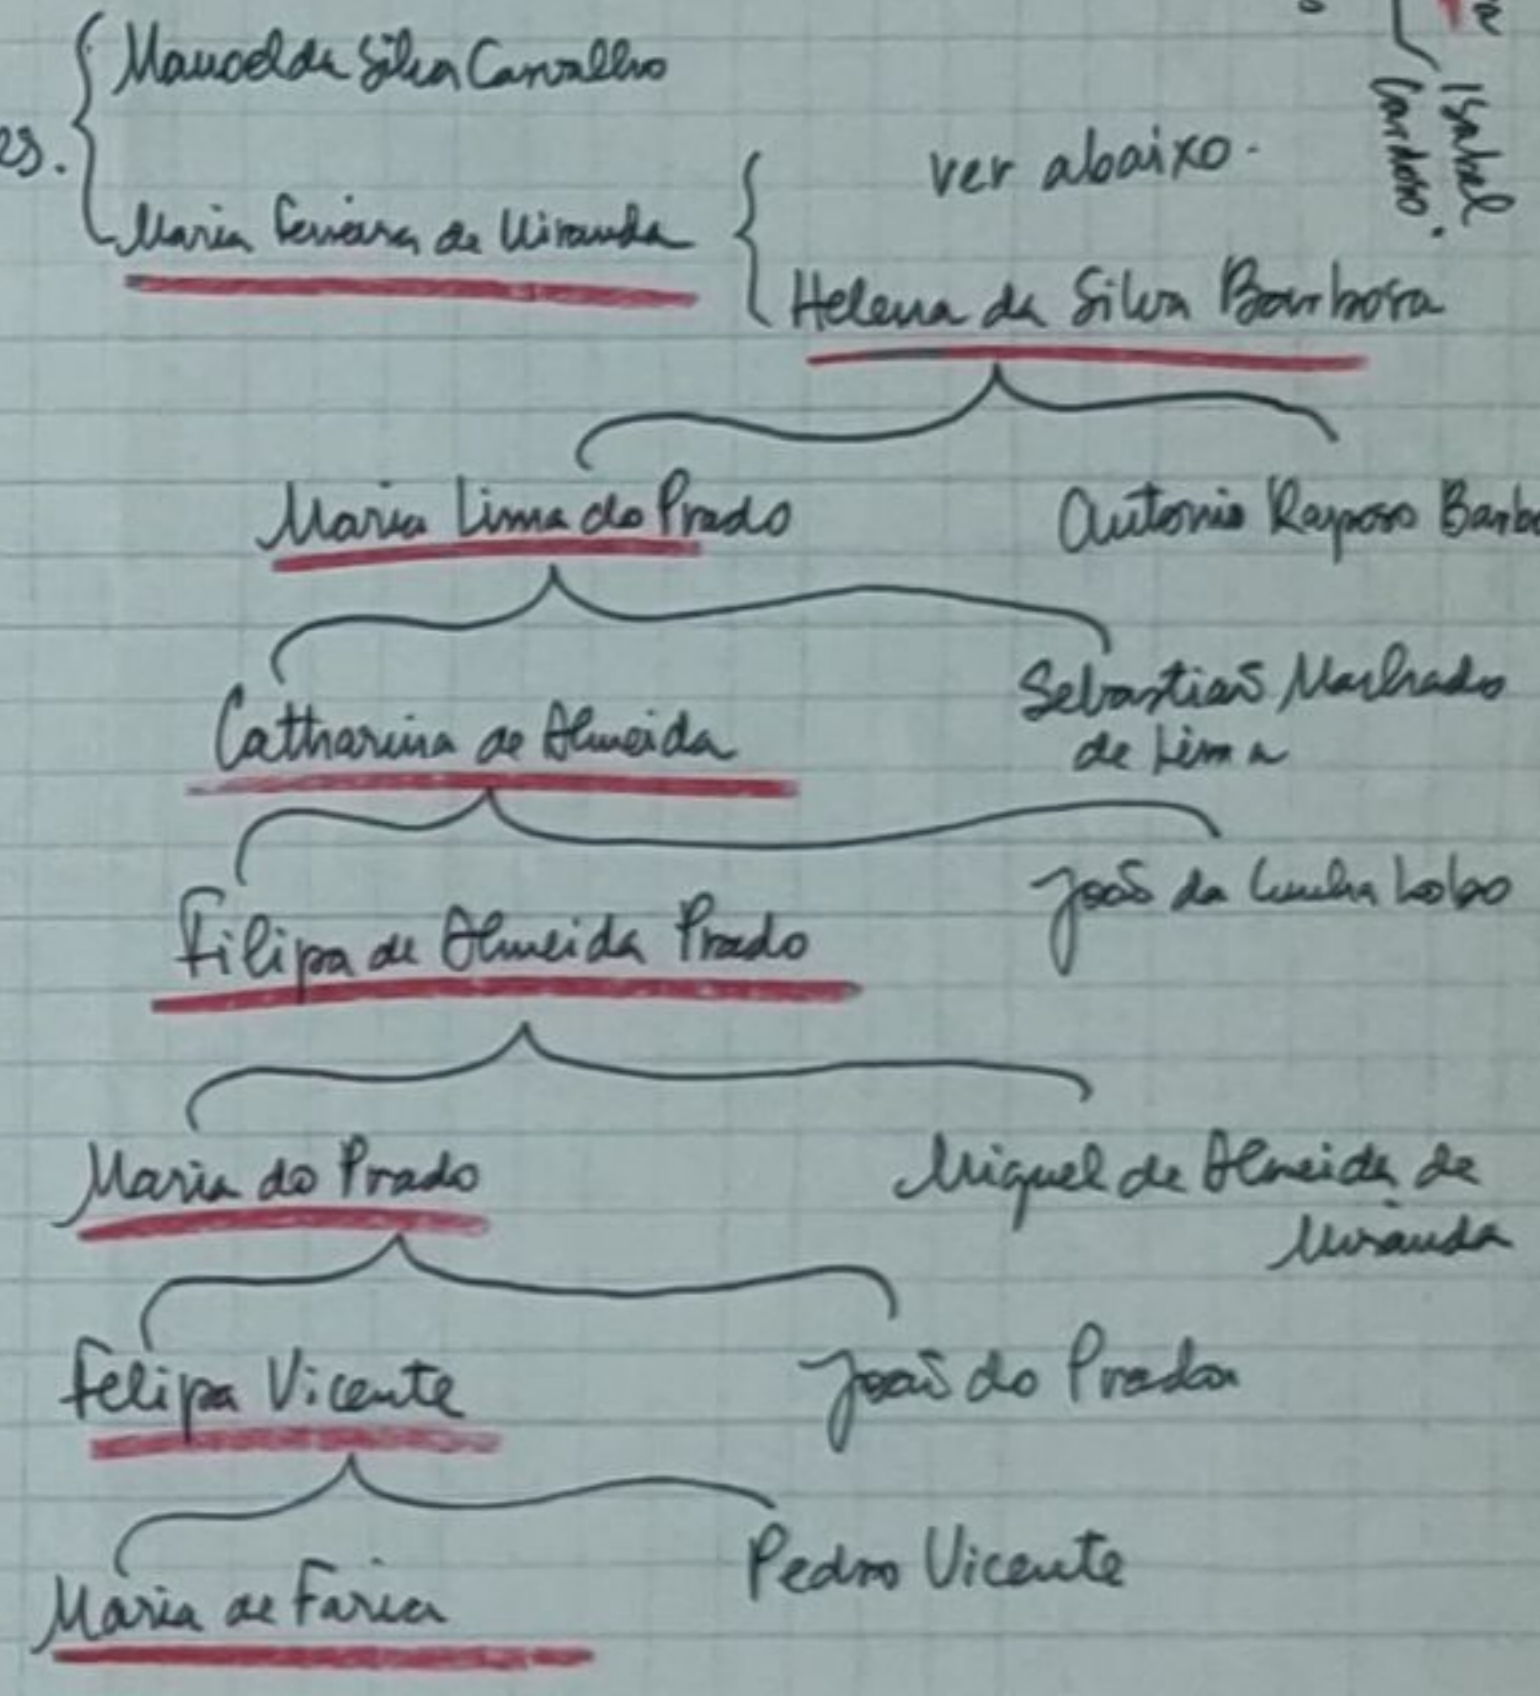 Manoel da Silva Carvalho
es.
ver abaixo.
Isabel
Cardoso.
Maria Ferreira de Miranda
Helena da Silva Barbosa
Maria Lima do Prado
Antonio Raposo Barbo
Sebastião Machado
de Lima
Catharina de Almeida
João da Cunha Lobo
Filipa de Almeida Prado
Maria do Prado
Miguel de Almeida de
Miranda
Felipa Vicente
João do Prado
Pedro Vicente
Maria de Faria